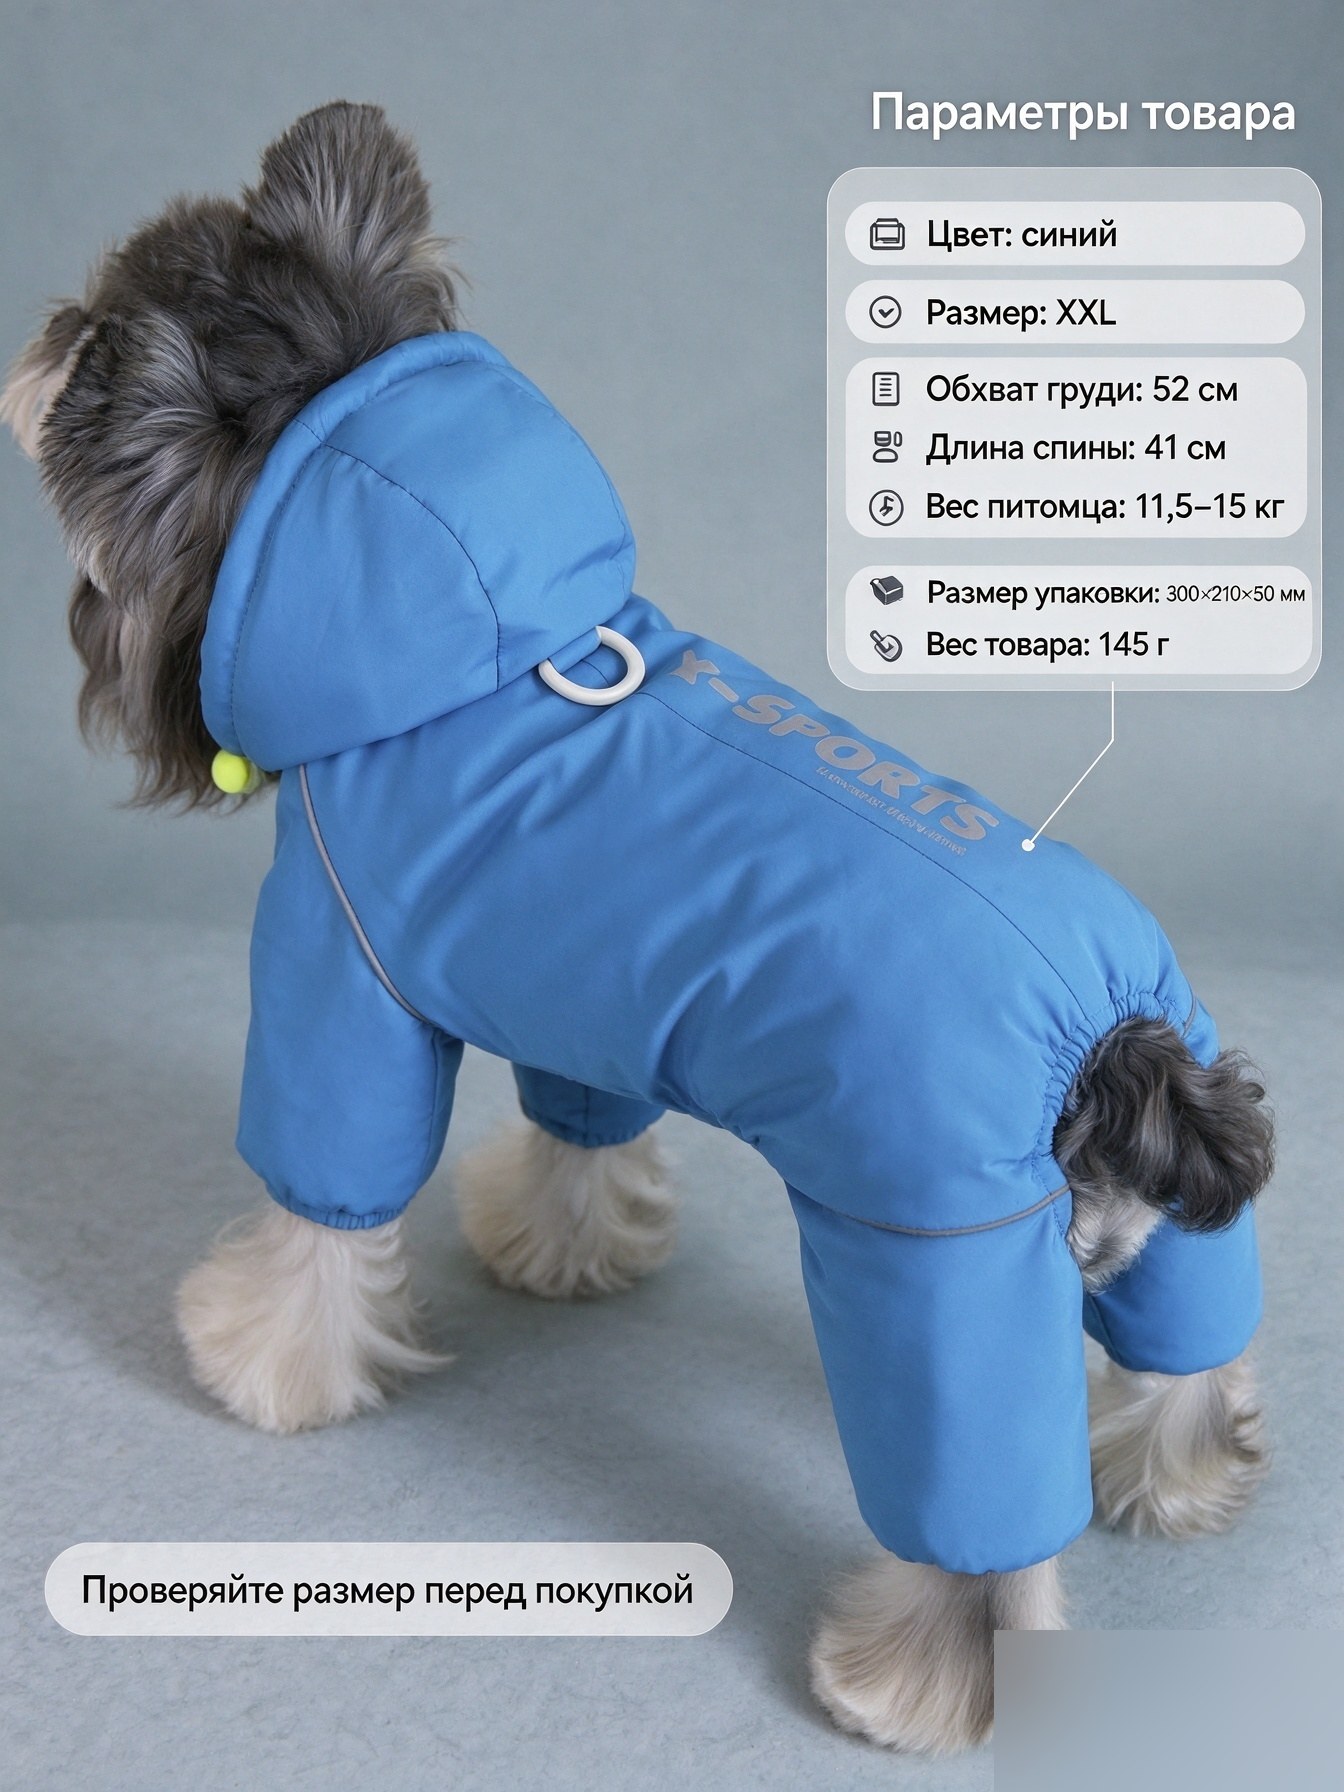 Параметры товара
Цвет: синий
Размер: XXL
Обхват груди: 52 см
Длина спины: 41 см
Вес питомца: 11,5–15 кг
Размер упаковки: 300×210×50 мм
Вес товара: 145 г
Y-SPORTS
Проверяйте размер перед покупкой